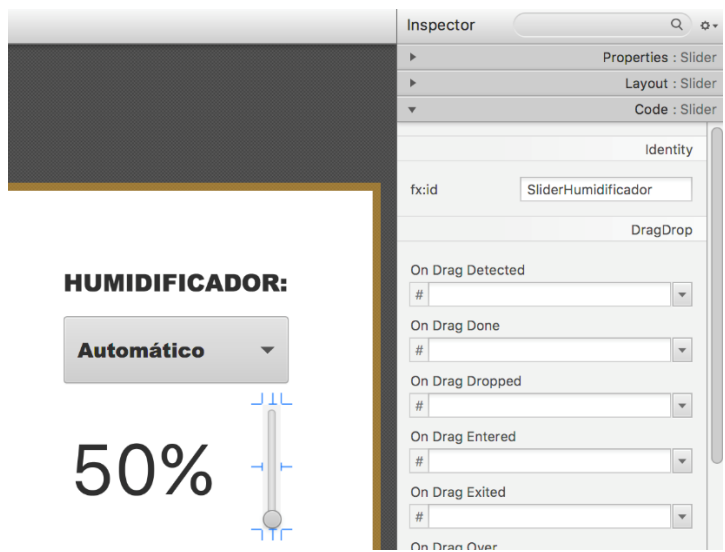 Inspector
Properties : Slider
Layout : Slider
Code : Slider
Identity
fx:id SliderHumidificador
DragDrop
On Drag Detected
#
On Drag Done
#
On Drag Dropped
#
On Drag Entered
#
On Drag Exited
#
On Drag Over
HUMIDIFICADOR:
Automático
50%